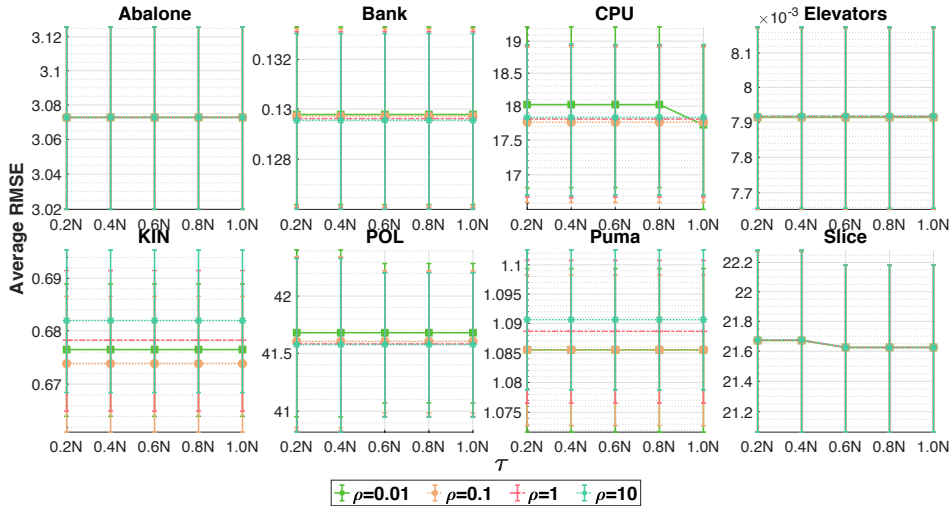 Abalone Bank CPU Elevators
× 10⁻³
3.12 0.132 19 8.1
3.1 18.5 8
3.08 0.13 18 7.9
3.06 17.5 7.8
3.04 0.128 17 7.7
3.02
0.2N 0.4N 0.6N 0.8N 1.0N 0.2N 0.4N 0.6N 0.8N 1.0N 0.2N 0.4N 0.6N 0.8N 1.0N 0.2N 0.4N 0.6N 0.8N 1.0N
Average RMSE
KIN POL Puma Slice
0.69 42 1.1 22.2
0.68 41.5 1.095 22
0.67 41 1.09 21.8
1.085 21.6
1.08 21.4
1.075 21.2
0.2N 0.4N 0.6N 0.8N 1.0N 0.2N 0.4N 0.6N 0.8N 1.0N 0.2N 0.4N 0.6N 0.8N 1.0N 0.2N 0.4N 0.6N 0.8N 1.0N
τ
ρ=0.01 ρ=0.1 ρ=1 ρ=10